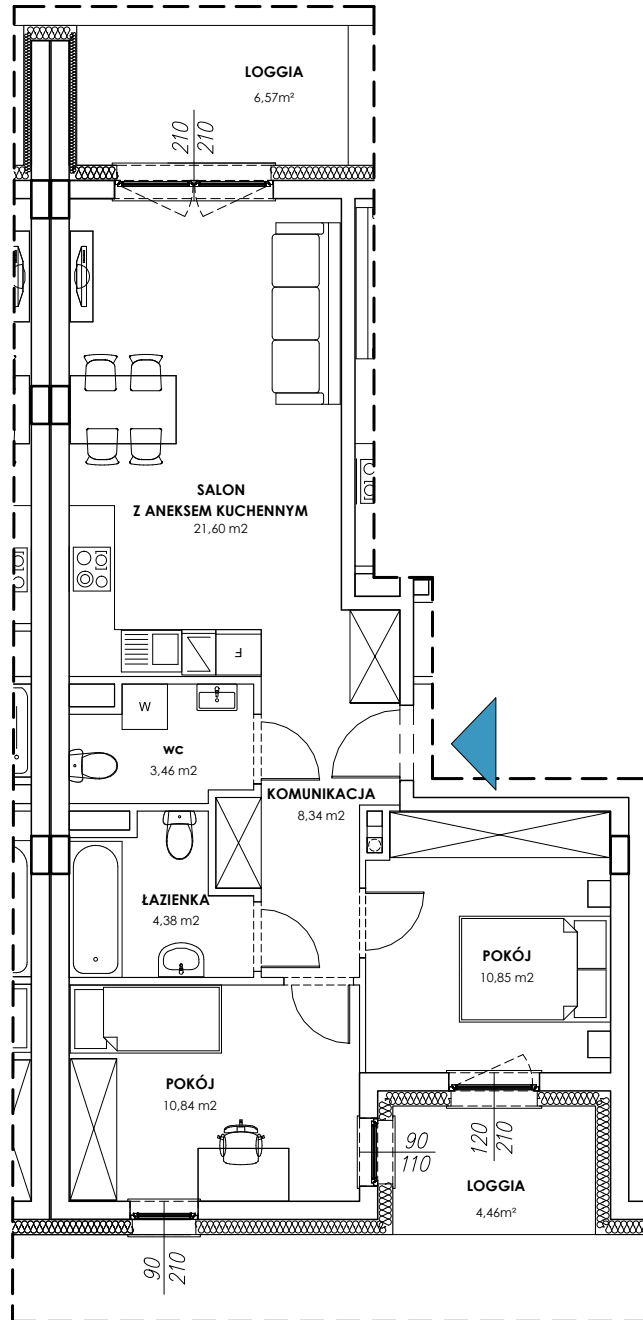 LOGGIA
6,57m²
210
210
SALON
Z ANEKSEM KUCHENNYM
21,60 m2
F
W
WC
3,46 m2
KOMUNIKACJA
8,34 m2
ŁAZIENKA
4,38 m2
POKÓJ
10,85 m2
POKÓJ
10,84 m2
90
110
120
210
LOGGIA
4,46m²
90
210